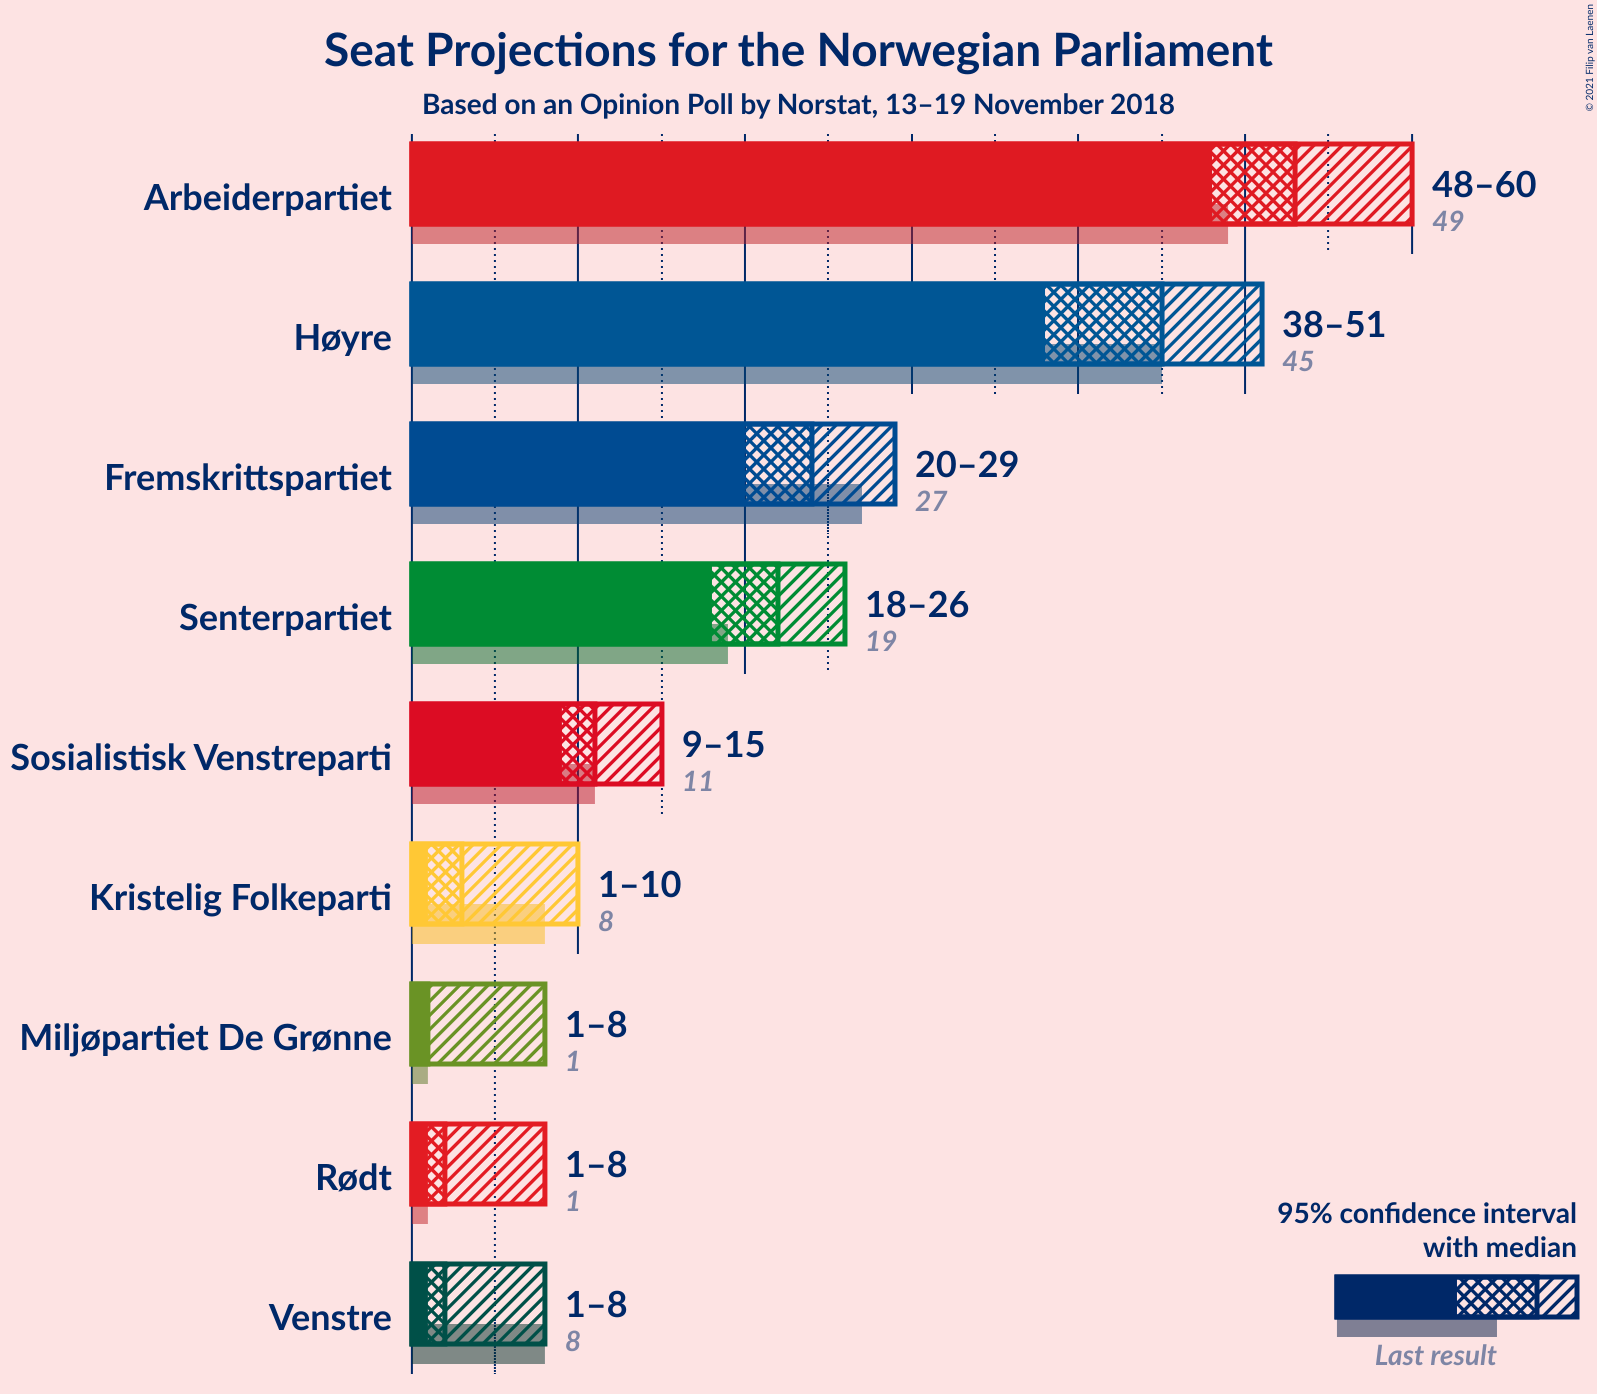 Seat Projections for the Norwegian Parliament
Based on an Opinion Poll by Norstat, 13–19 November 2018
© 2021 Filip van Laenen
Arbeiderpartiet
48–60
49
Høyre
38–51
45
Fremskrittspartiet
20–29
27
Senterpartiet
18–26
19
Sosialistisk Venstreparti
9–15
11
Kristelig Folkeparti
1–10
8
Miljøpartiet De Grønne
1–8
1
Rødt
1–8
1
Venstre
1–8
8
95% confidence interval
with median
Last result